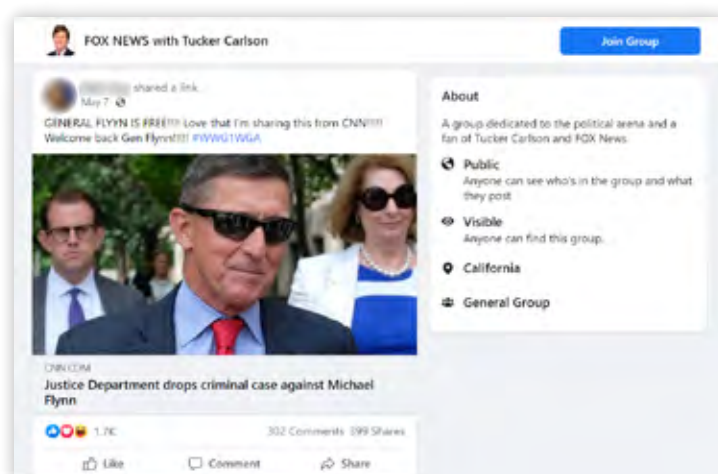 FOX NEWS with Tucker Carlson
Join Group
shared a link.
May 7
GENERAL FLYYN IS FREE!!!! Love that I'm sharing this from CNN!!!!!
Welcome back Gen Flynn!!!!! #WWG1WGA
CNN.COM
Justice Department drops criminal case against Michael
Flynn
1.7K
302 Comments 399 Shares
Like
Comment
Share
About
A group dedicated to the political arena and a
fan of Tucker Carlson and FOX News
Public
Anyone can see who's in the group and what
they post
Visible
Anyone can find this group.
California
General Group